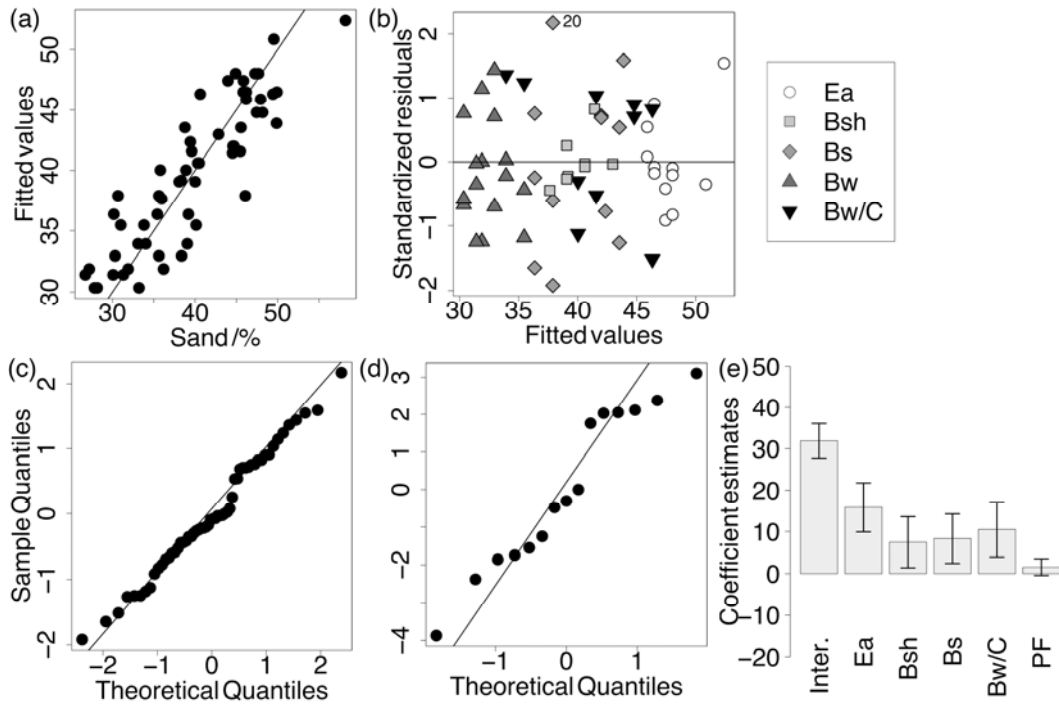 (a)
Fitted values
50
45
40
35
30
30 40 50
Sand /%
(b)
Standardized residuals
2
1
0
−1
−2
20
30 35 40 45 50
Fitted values
Ea
Bsh
Bs
Bw
Bw/C
(c)
Sample Quantiles
2
1
0
−1
−2
−2 −1 0 1 2
Theoretical Quantiles
(d)
3
2
0
−2
−4
−1 0 1
Theoretical Quantiles
(e)
Coefficient estimates
50
40
30
20
10
0
−10
−20
Inter. Ea Bsh Bs Bw/C PF